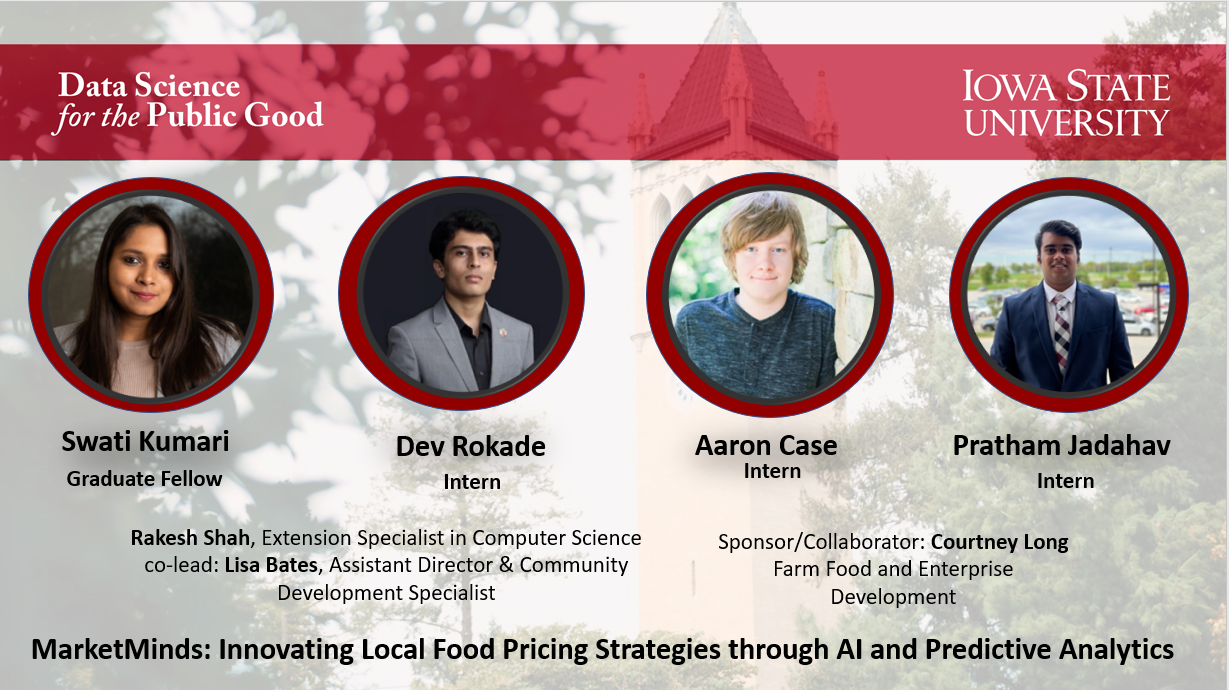 Data Science
for the Public Good
IOWA STATE
UNIVERSITY
Swati Kumari
Graduate Fellow
Dev Rokade
Intern
Aaron Case
Intern
Pratham Jadahav
Intern
Rakesh Shah, Extension Specialist in Computer Science
co-lead: Lisa Bates, Assistant Director & Community
Development Specialist
Sponsor/Collaborator: Courtney Long
Farm Food and Enterprise
Development
MarketMinds: Innovating Local Food Pricing Strategies through AI and Predictive Analytics